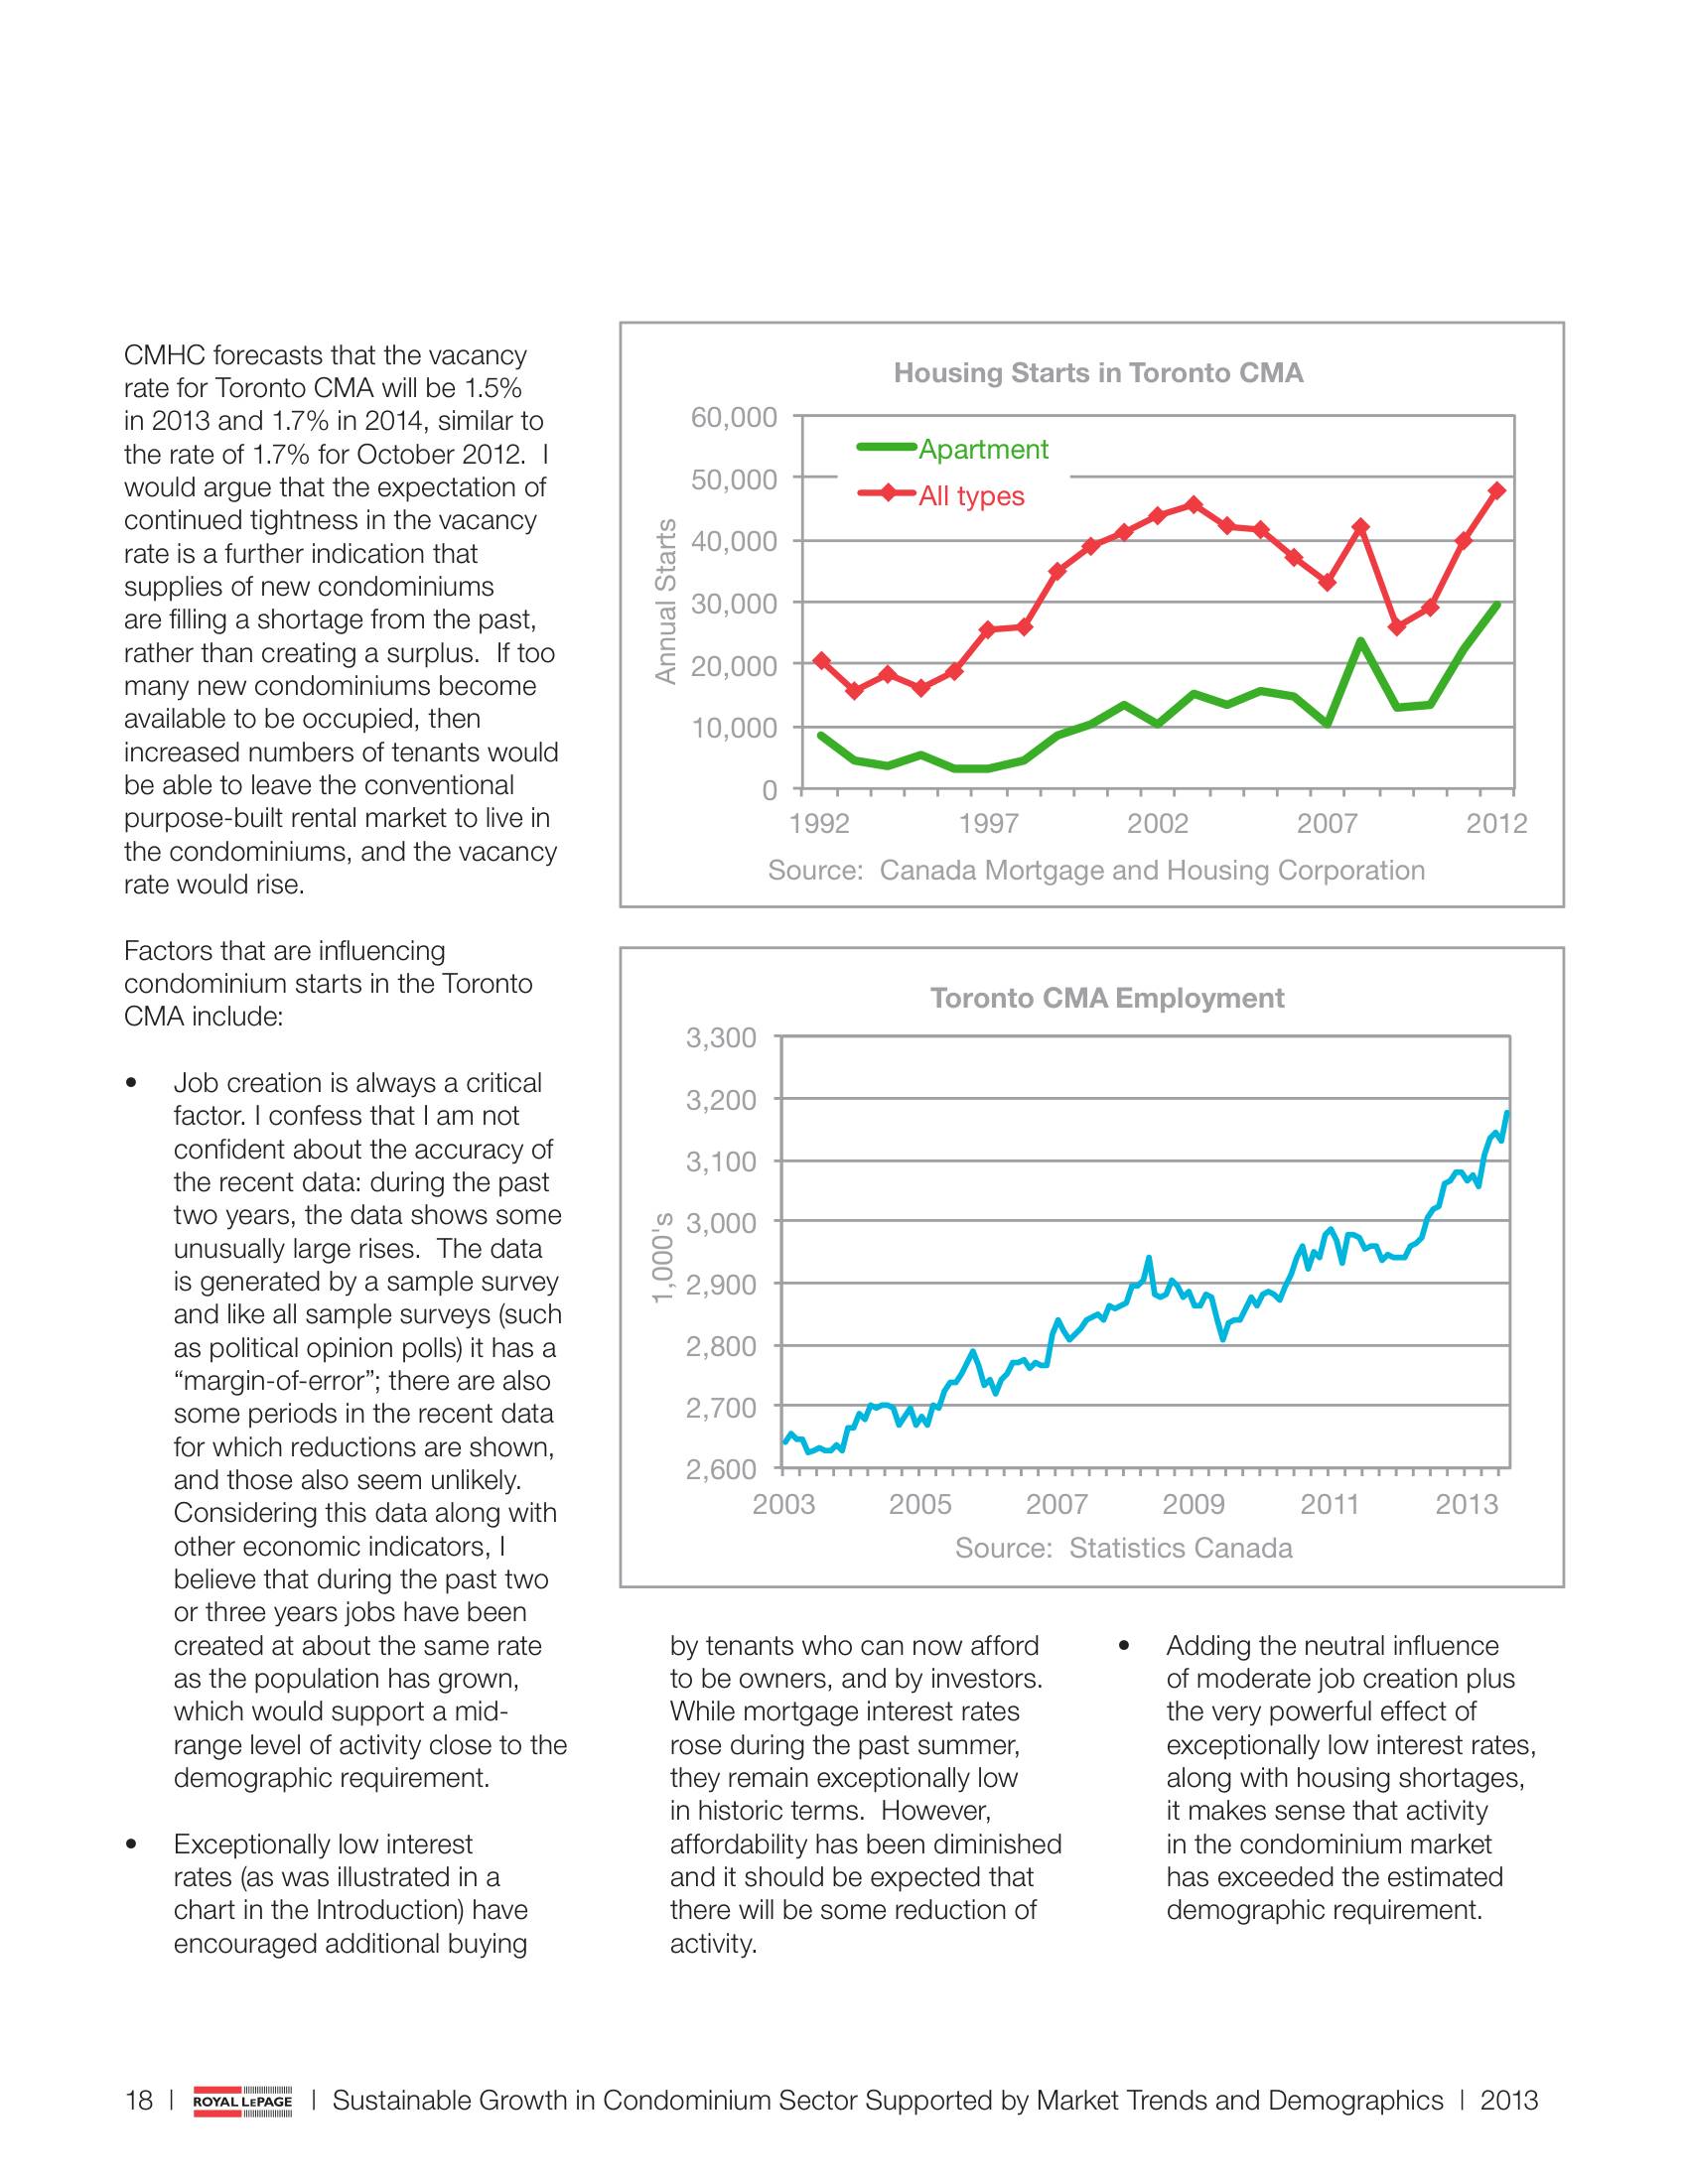 CMHC forecasts that the vacancy
rate for Toronto CMA will be 1.5%
in 2013 and 1.7% in 2014, similar to
the rate of 1.7% for October 2012.  I
would argue that the expectation of
continued tightness in the vacancy
rate is a further indication that
supplies of new condominiums
are filling a shortage from the past,
rather than creating a surplus.  If too
many new condominiums become
available to be occupied, then
increased numbers of tenants would
be able to leave the conventional
purpose-built rental market to live in
the condominiums, and the vacancy
rate would rise.
Factors that are influencing
condominium starts in the Toronto
CMA include:
• Job creation is always a critical
factor. I confess that I am not
confident about the accuracy of
the recent data: during the past
two years, the data shows some
unusually large rises.  The data
is generated by a sample survey
and like all sample surveys (such
as political opinion polls) it has a
“margin-of-error”; there are also
some periods in the recent data
for which reductions are shown,
and those also seem unlikely.
Considering this data along with
other economic indicators, I
believe that during the past two
or three years jobs have been
created at about the same rate
as the population has grown,
which would support a mid-
range level of activity close to the
demographic requirement.
• Exceptionally low interest
rates (as was illustrated in a
chart in the Introduction) have
encouraged additional buying
Housing Starts in Toronto CMA
60,000
50,000
40,000
30,000
20,000
10,000
0
Annual Starts
Apartment
All types
1992 1997 2002 2007 2012
Source:  Canada Mortgage and Housing Corporation
Toronto CMA Employment
3,300
3,200
3,100
3,000
2,900
2,800
2,700
2,600
1,000's
2003 2005 2007 2009 2011 2013
Source:  Statistics Canada
by tenants who can now afford
to be owners, and by investors.
While mortgage interest rates
rose during the past summer,
they remain exceptionally low
in historic terms.  However,
affordability has been diminished
and it should be expected that
there will be some reduction of
activity.
• Adding the neutral influence
of moderate job creation plus
the very powerful effect of
exceptionally low interest rates,
along with housing shortages,
it makes sense that activity
in the condominium market
has exceeded the estimated
demographic requirement.
18 | ROYAL LEPAGE | Sustainable Growth in Condominium Sector Supported by Market Trends and Demographics | 2013